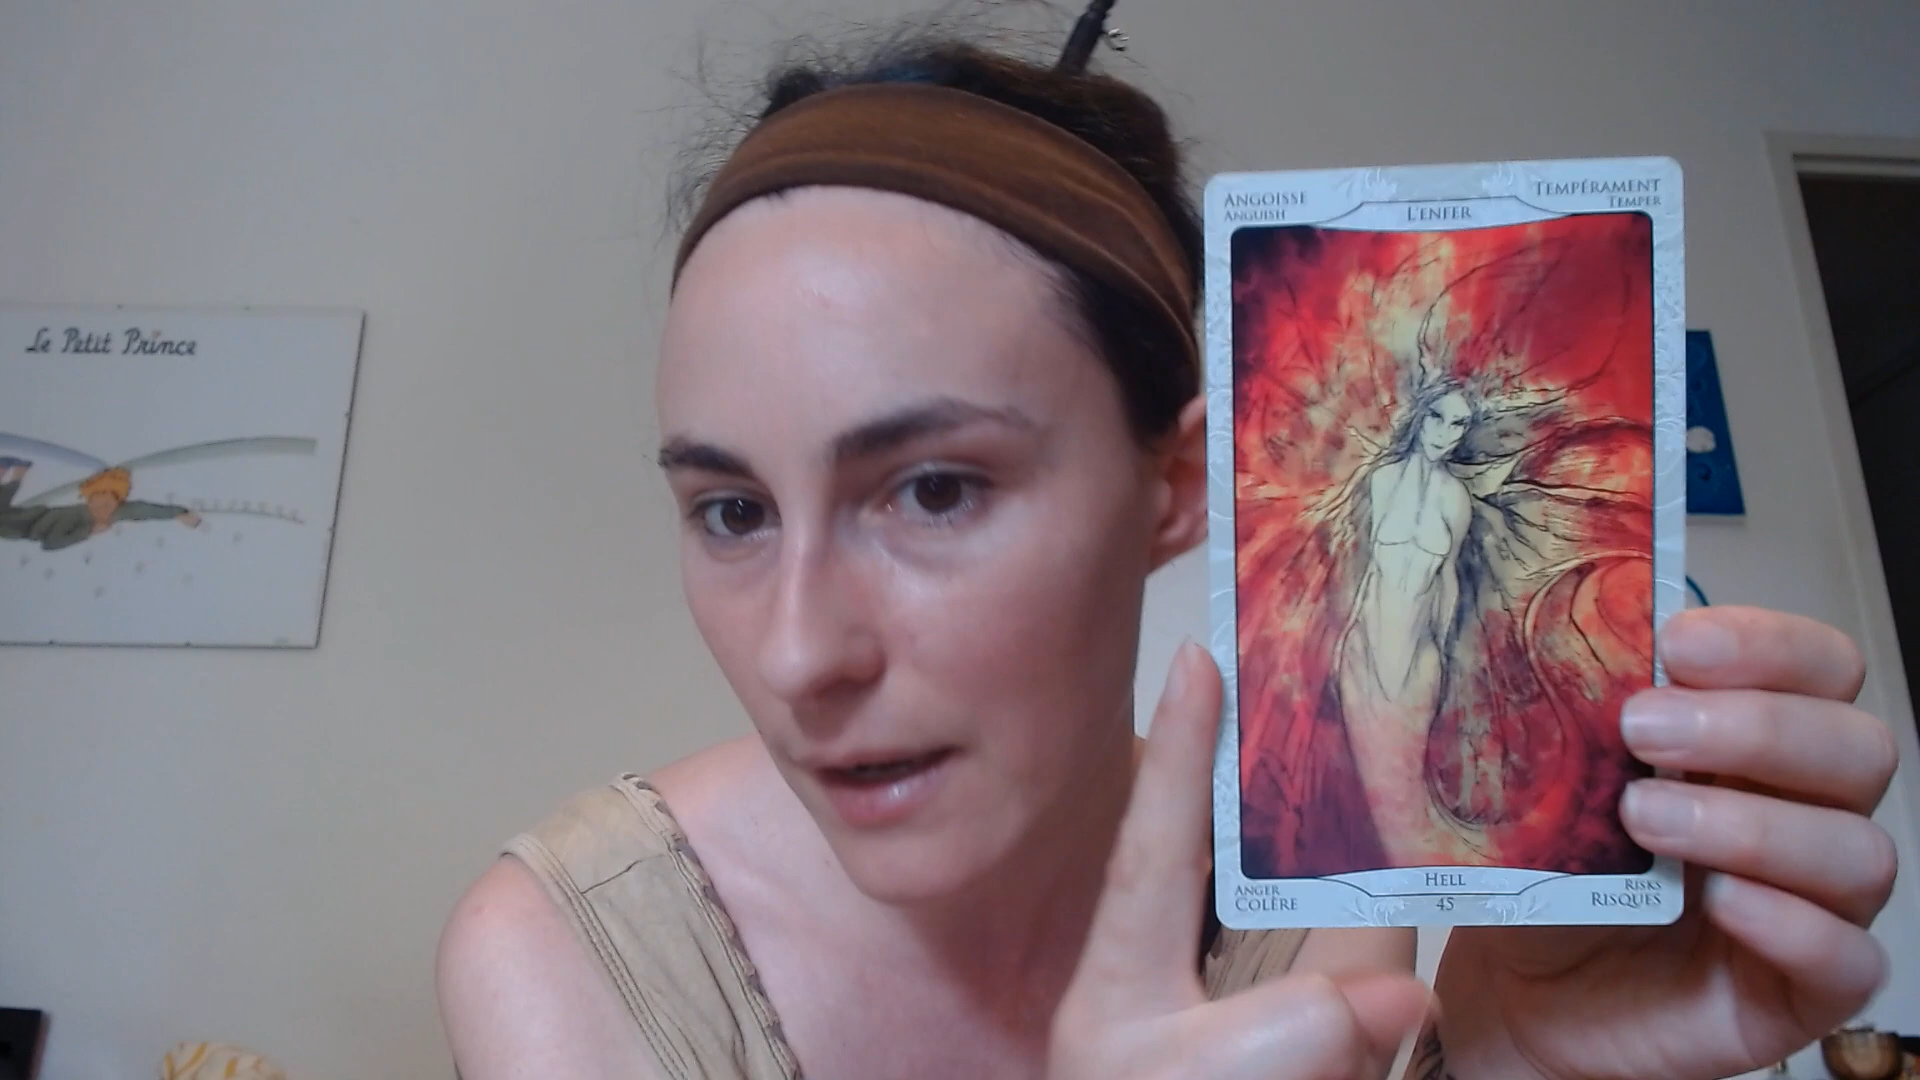 Le Petit Prince
ANGOISSE
ANGUISH
L'ENFER
TEMPÉRAMENT
TEMPER
HELL
45
ANGER
COLÈRE
RISKS
RISQUES